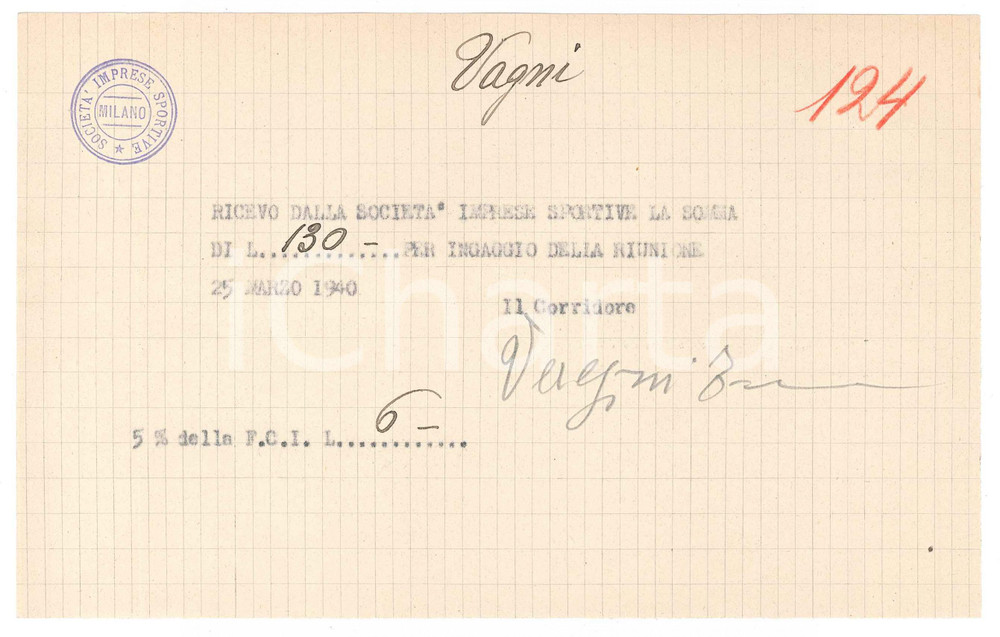 Vagni
124
SOCIETA' IMPRESE SPORTIVE
MILANO
RICEVO DALLA SOCIETA' IMPRESE SPORTIVE LA SOMMA
DI L. 130 - ............PER INGAGGIO DELLA RIUNIONE
25 MARZO 1940
Il Corridore
iCharta
5 % della F.C.I. L. 6 - ............